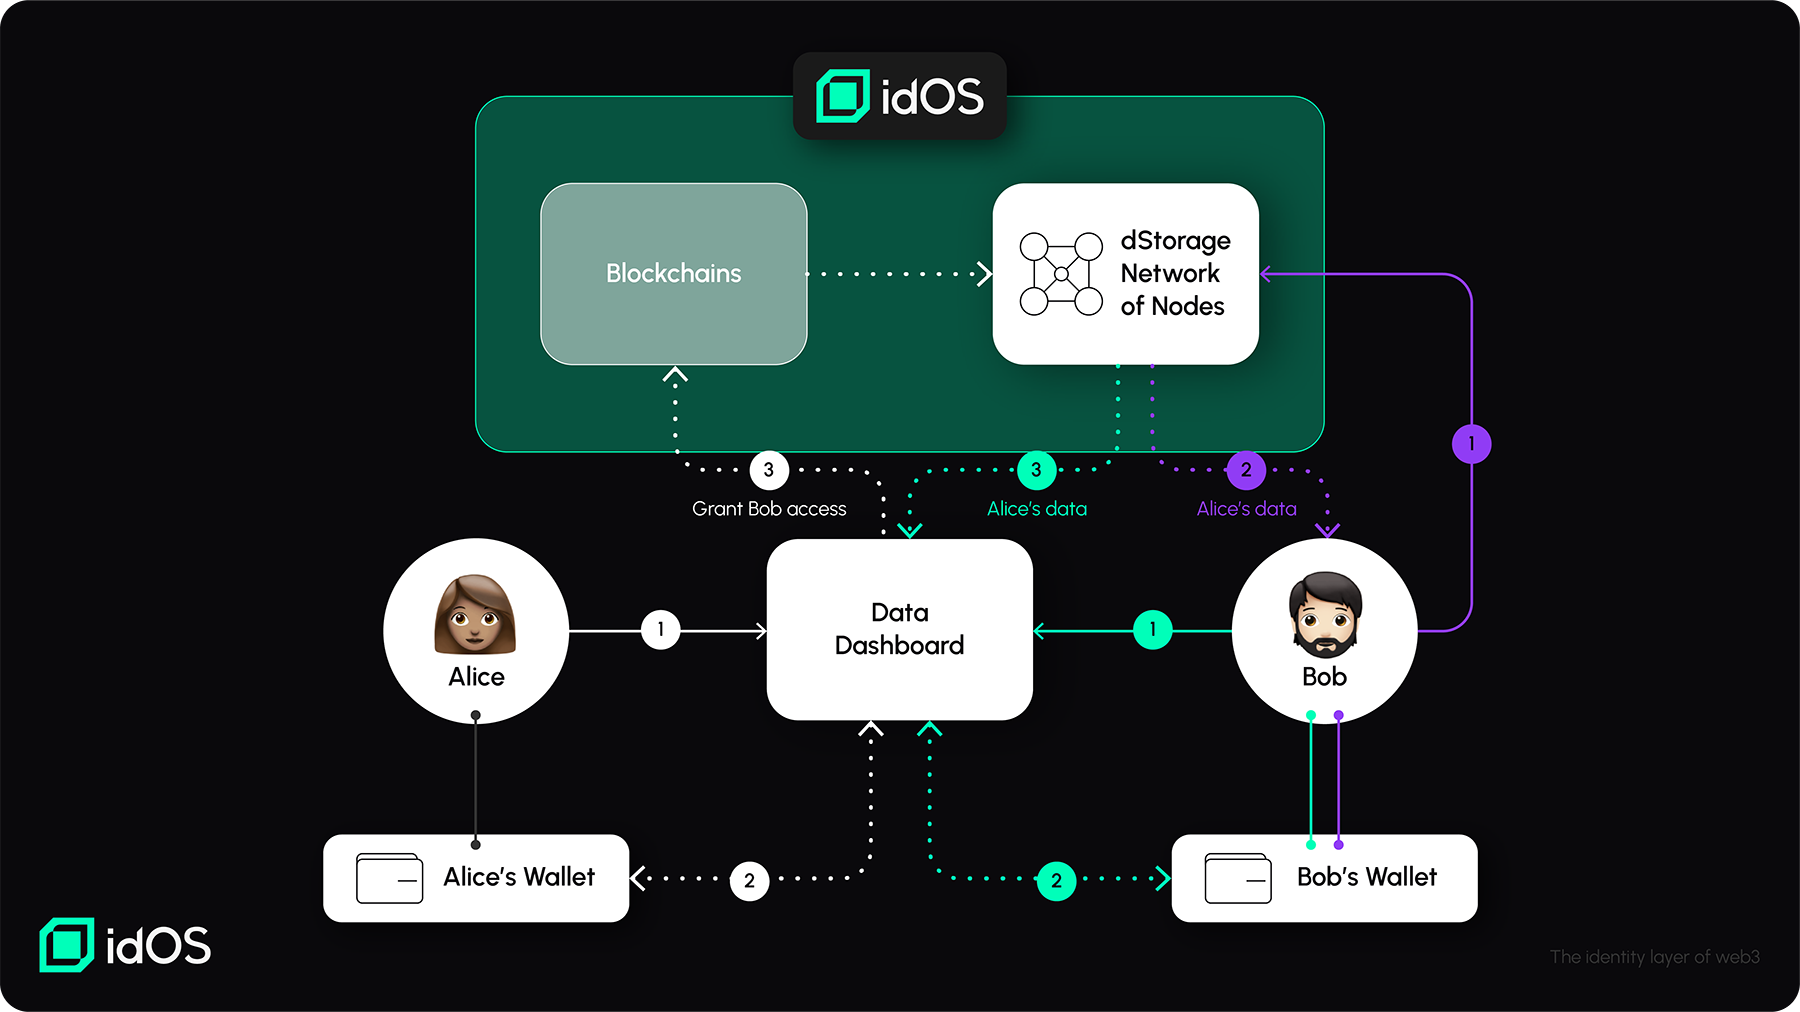 idOS
Blockchains
dStorage
Network
of Nodes
1
3
3
2
Grant Bob access
Alice's data
Alice's data
Alice
1
Data
Dashboard
1
Bob
Alice's Wallet
2
2
Bob's Wallet
idOS
The identity layer of web3